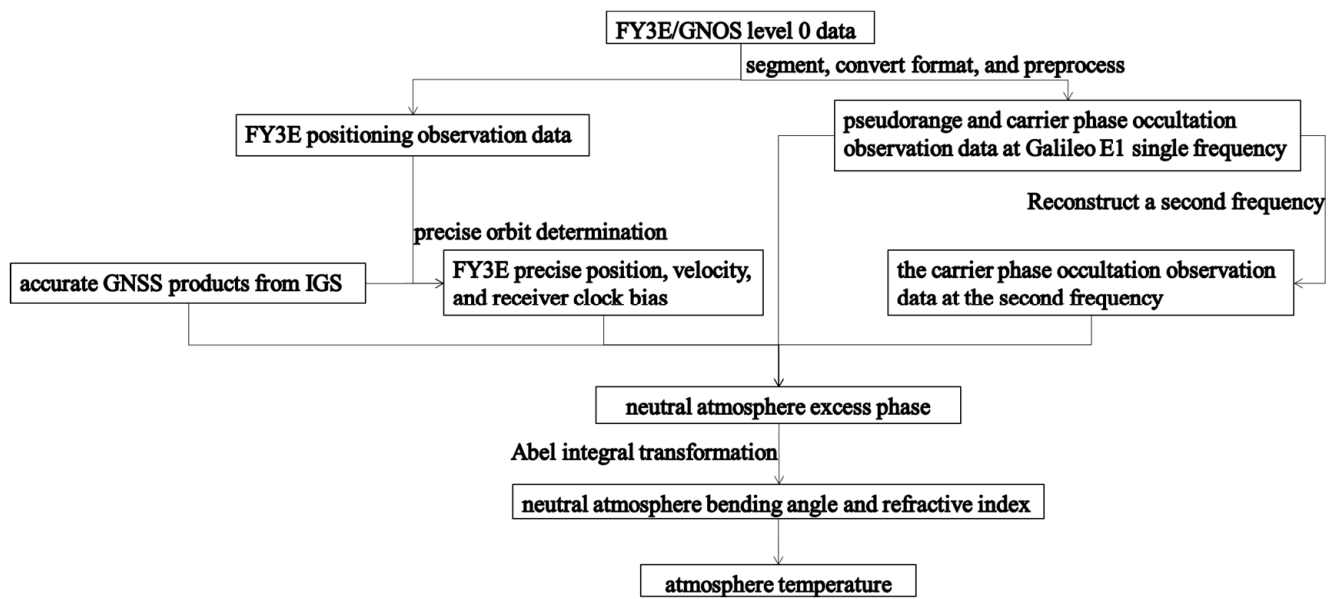 FY3E/GNOS level 0 data
segment, convert format, and preprocess
FY3E positioning observation data
pseudorange and carrier phase occultation
observation data at Galileo E1 single frequency
Reconstruct a second frequency
precise orbit determination
accurate GNSS products from IGS
FY3E precise position, velocity,
and receiver clock bias
the carrier phase occultation observation
data at the second frequency
neutral atmosphere excess phase
Abel integral transformation
neutral atmosphere bending angle and refractive index
atmosphere temperature